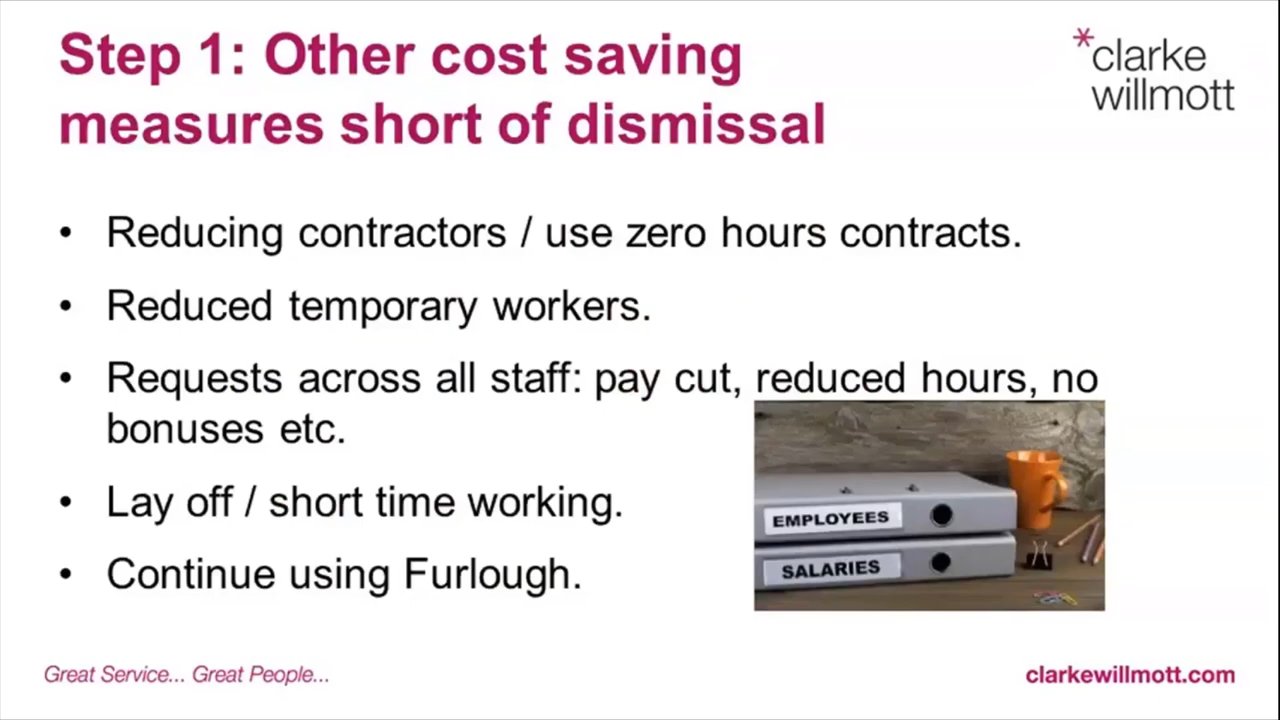 Step 1: Other cost saving
measures short of dismissal
*clarke
willmott
• Reducing contractors / use zero hours contracts.
• Reduced temporary workers.
• Requests across all staff: pay cut, reduced hours, no
bonuses etc.
• Lay off / short time working.
• Continue using Furlough.
EMPLOYEES
SALARIES
Great Service... Great People...
clarkewillmott.com